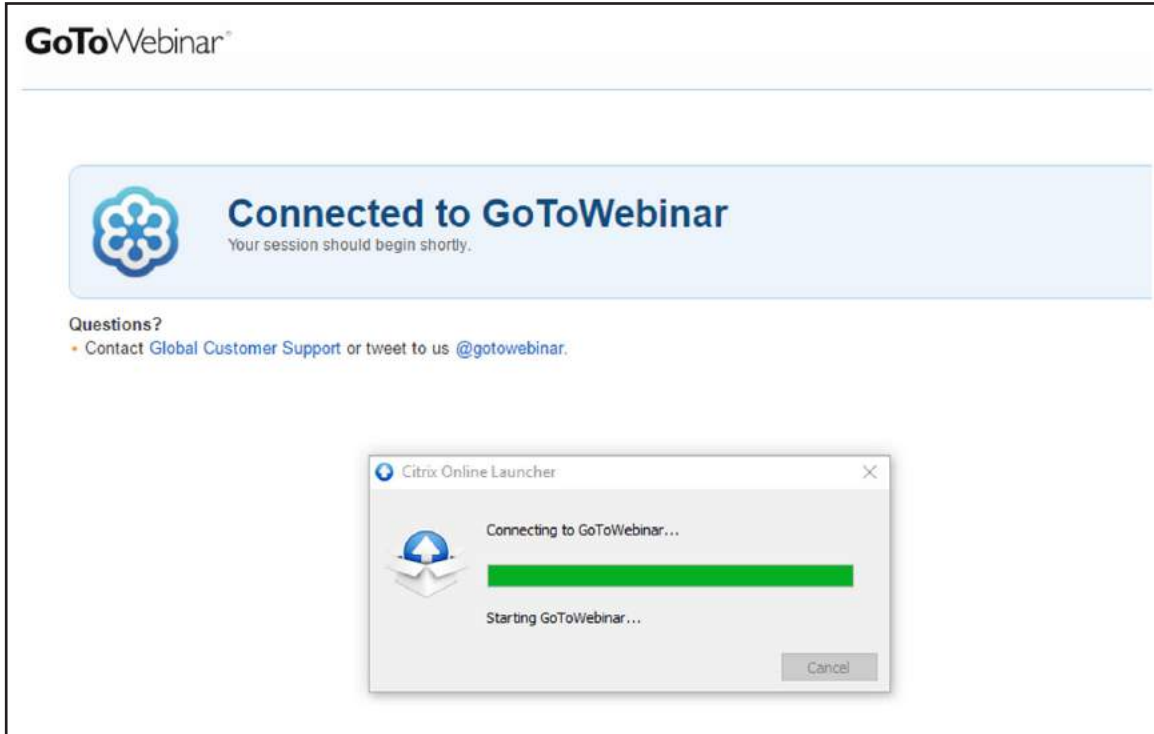 GoToWebinar®
Connected to GoToWebinar
Your session should begin shortly.
Questions?
• Contact Global Customer Support or tweet to us @gotowebinar.
Citrix Online Launcher
Connecting to GoToWebinar...
Starting GoToWebinar...
Cancel